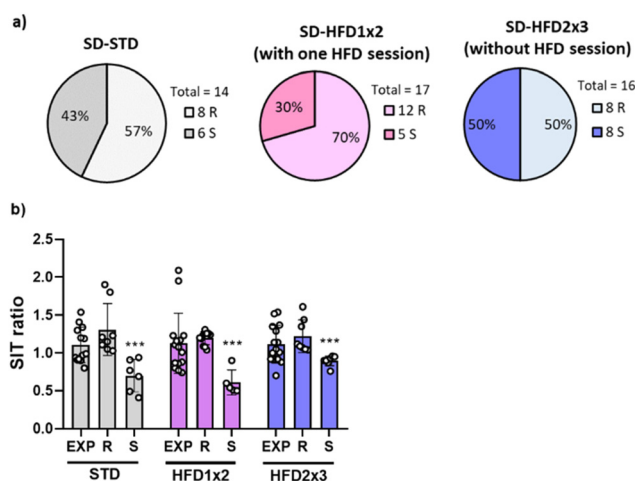 a)
SD-STD
Total = 14
8 R
6 S
43%
57%
SD-HFD1x2
(with one HFD session)
Total = 17
12 R
5 S
30%
70%
SD-HFD2x3
(without HFD session)
Total = 16
8 R
8 S
50%
50%
b)
SIT ratio
2.5
2.0
1.5
1.0
0.5
0.0
***
***
***
EXP R S
EXP R S
EXP R S
STD
HFD1x2
HFD2x3